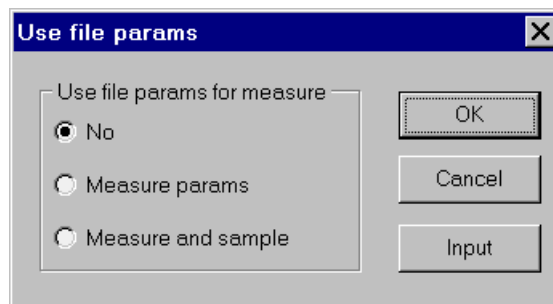 Use file params
Use file params for measure
No
Measure params
Measure and sample
OK
Cancel
Input